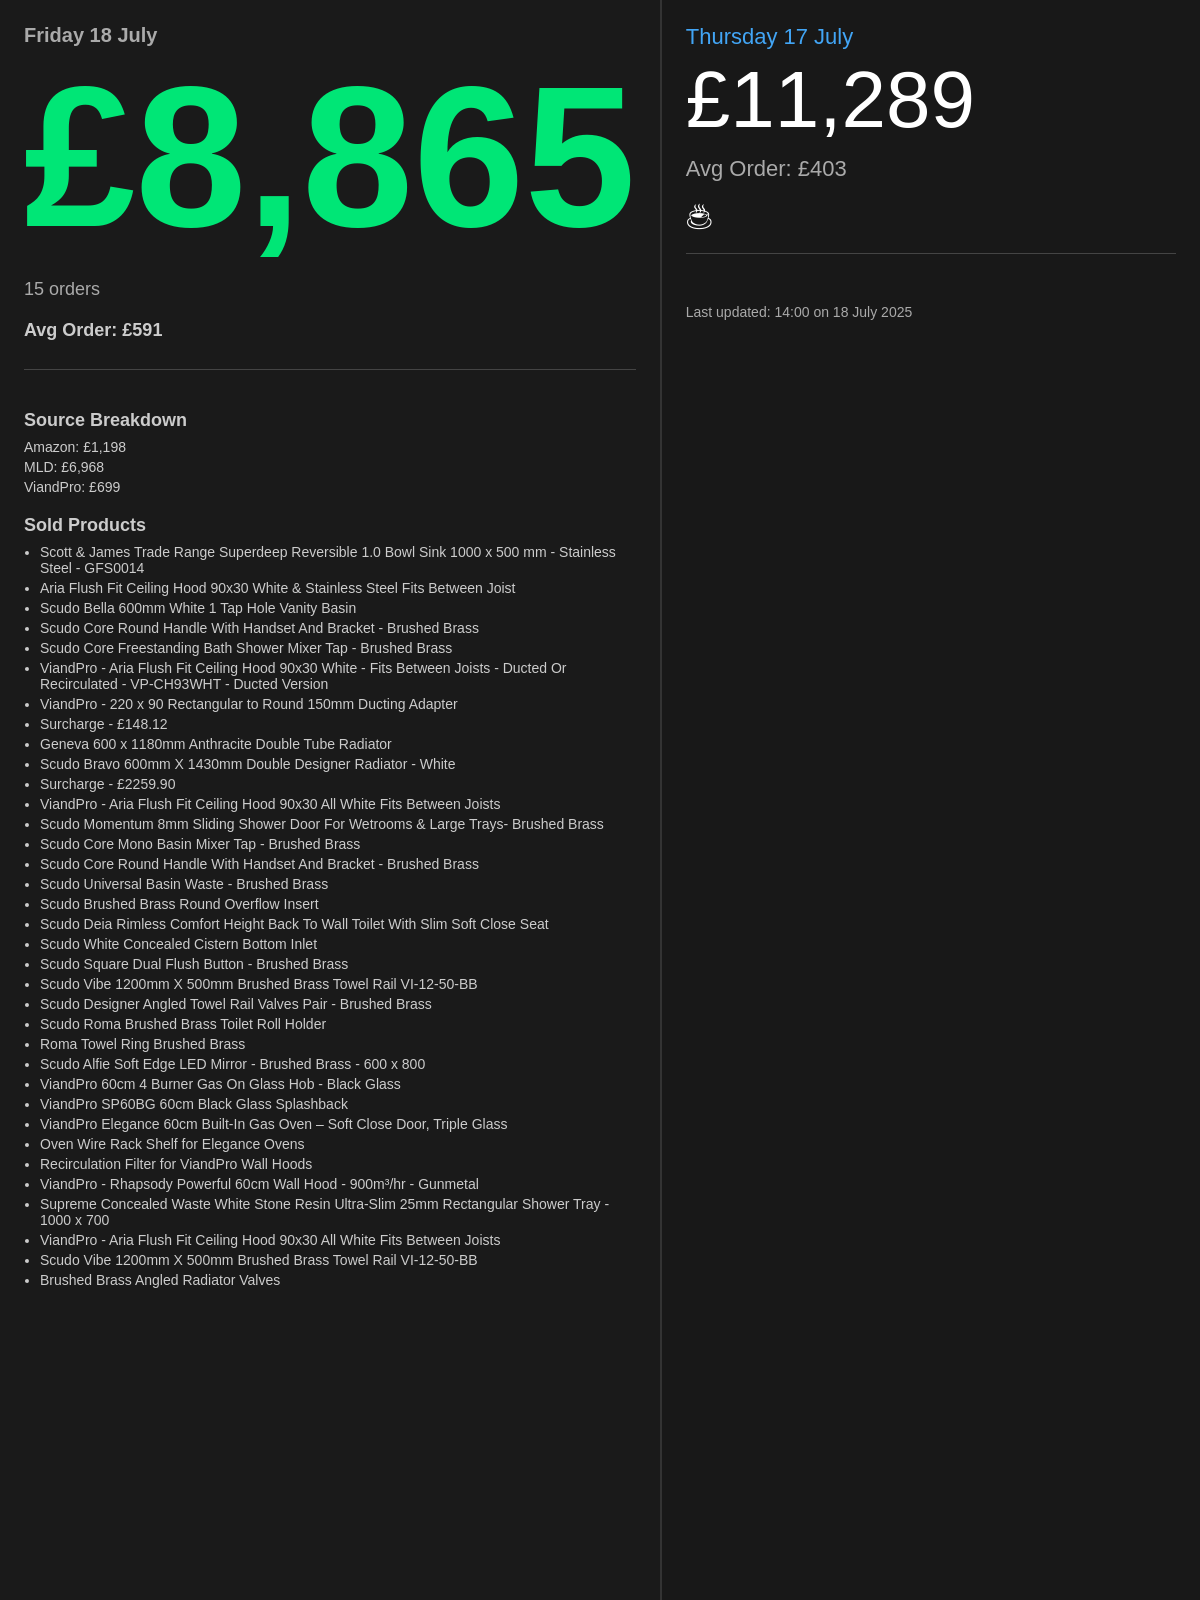 Friday 18 July
£8,865
15 orders
Avg Order: £591
Source Breakdown
Amazon: £1,198
MLD: £6,968
ViandPro: £699
Sold Products
• Scott & James Trade Range Superdeep Reversible 1.0 Bowl Sink 1000 x 500 mm - Stainless
Steel - GFS0014
• Aria Flush Fit Ceiling Hood 90x30 White & Stainless Steel Fits Between Joist
• Scudo Bella 600mm White 1 Tap Hole Vanity Basin
• Scudo Core Round Handle With Handset And Bracket - Brushed Brass
• Scudo Core Freestanding Bath Shower Mixer Tap - Brushed Brass
• ViandPro - Aria Flush Fit Ceiling Hood 90x30 White - Fits Between Joists - Ducted Or
Recirculated - VP-CH93WHT - Ducted Version
• ViandPro - 220 x 90 Rectangular to Round 150mm Ducting Adapter
• Surcharge - £148.12
• Geneva 600 x 1180mm Anthracite Double Tube Radiator
• Scudo Bravo 600mm X 1430mm Double Designer Radiator - White
• Surcharge - £2259.90
• ViandPro - Aria Flush Fit Ceiling Hood 90x30 All White Fits Between Joists
• Scudo Momentum 8mm Sliding Shower Door For Wetrooms & Large Trays- Brushed Brass
• Scudo Core Mono Basin Mixer Tap - Brushed Brass
• Scudo Core Round Handle With Handset And Bracket - Brushed Brass
• Scudo Universal Basin Waste - Brushed Brass
• Scudo Brushed Brass Round Overflow Insert
• Scudo Deia Rimless Comfort Height Back To Wall Toilet With Slim Soft Close Seat
• Scudo White Concealed Cistern Bottom Inlet
• Scudo Square Dual Flush Button - Brushed Brass
• Scudo Vibe 1200mm X 500mm Brushed Brass Towel Rail VI-12-50-BB
• Scudo Designer Angled Towel Rail Valves Pair - Brushed Brass
• Scudo Roma Brushed Brass Toilet Roll Holder
• Roma Towel Ring Brushed Brass
• Scudo Alfie Soft Edge LED Mirror - Brushed Brass - 600 x 800
• ViandPro 60cm 4 Burner Gas On Glass Hob - Black Glass
• ViandPro SP60BG 60cm Black Glass Splashback
• ViandPro Elegance 60cm Built-In Gas Oven – Soft Close Door, Triple Glass
• Oven Wire Rack Shelf for Elegance Ovens
• Recirculation Filter for ViandPro Wall Hoods
• ViandPro - Rhapsody Powerful 60cm Wall Hood - 900m³/hr - Gunmetal
• Supreme Concealed Waste White Stone Resin Ultra-Slim 25mm Rectangular Shower Tray -
1000 x 700
• ViandPro - Aria Flush Fit Ceiling Hood 90x30 All White Fits Between Joists
• Scudo Vibe 1200mm X 500mm Brushed Brass Towel Rail VI-12-50-BB
• Brushed Brass Angled Radiator Valves
Thursday 17 July
£11,289
Avg Order: £403
☕
Last updated: 14:00 on 18 July 2025